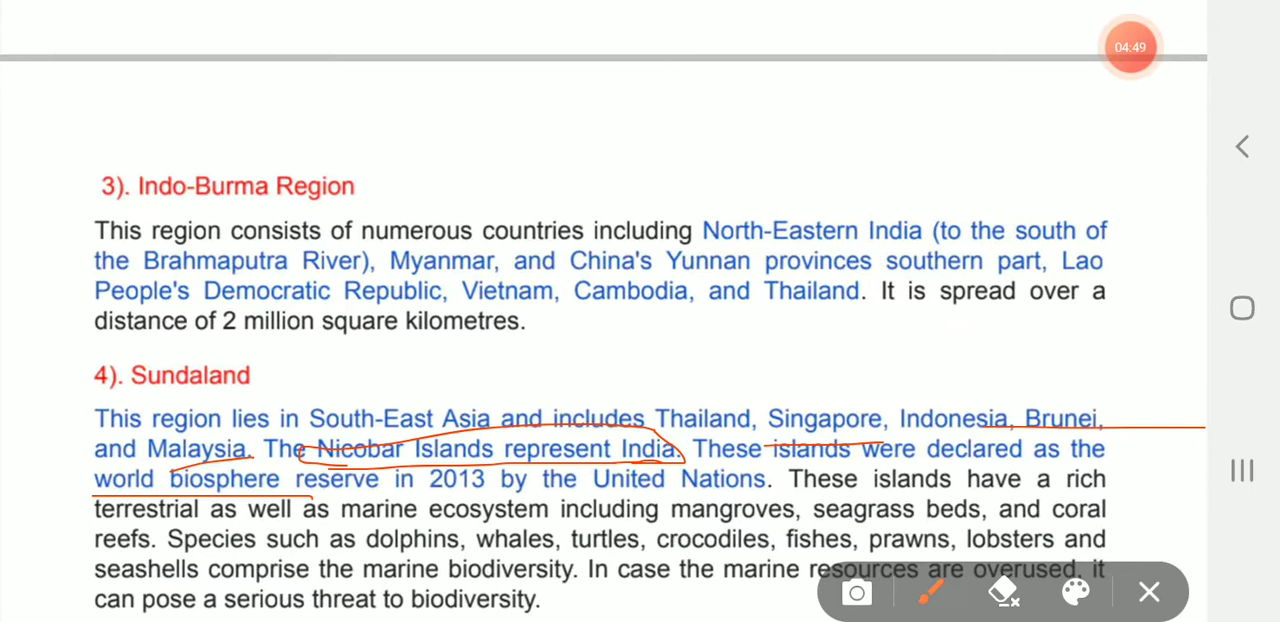 04:49
3). Indo-Burma Region
This region consists of numerous countries including North-Eastern India (to the south of
the Brahmaputra River), Myanmar, and China's Yunnan provinces southern part, Lao
People's Democratic Republic, Vietnam, Cambodia, and Thailand. It is spread over a
distance of 2 million square kilometres.
4). Sundaland
This region lies in South-East Asia and includes Thailand, Singapore, Indonesia, Brunei,
and Malaysia. The Nicobar Islands represent India. These islands were declared as the
world biosphere reserve in 2013 by the United Nations. These islands have a rich
terrestrial as well as marine ecosystem including mangroves, seagrass beds, and coral
reefs. Species such as dolphins, whales, turtles, crocodiles, fishes, prawns, lobsters and
seashells comprise the marine biodiversity. In case the marine resources are overused, it
can pose a serious threat to biodiversity.